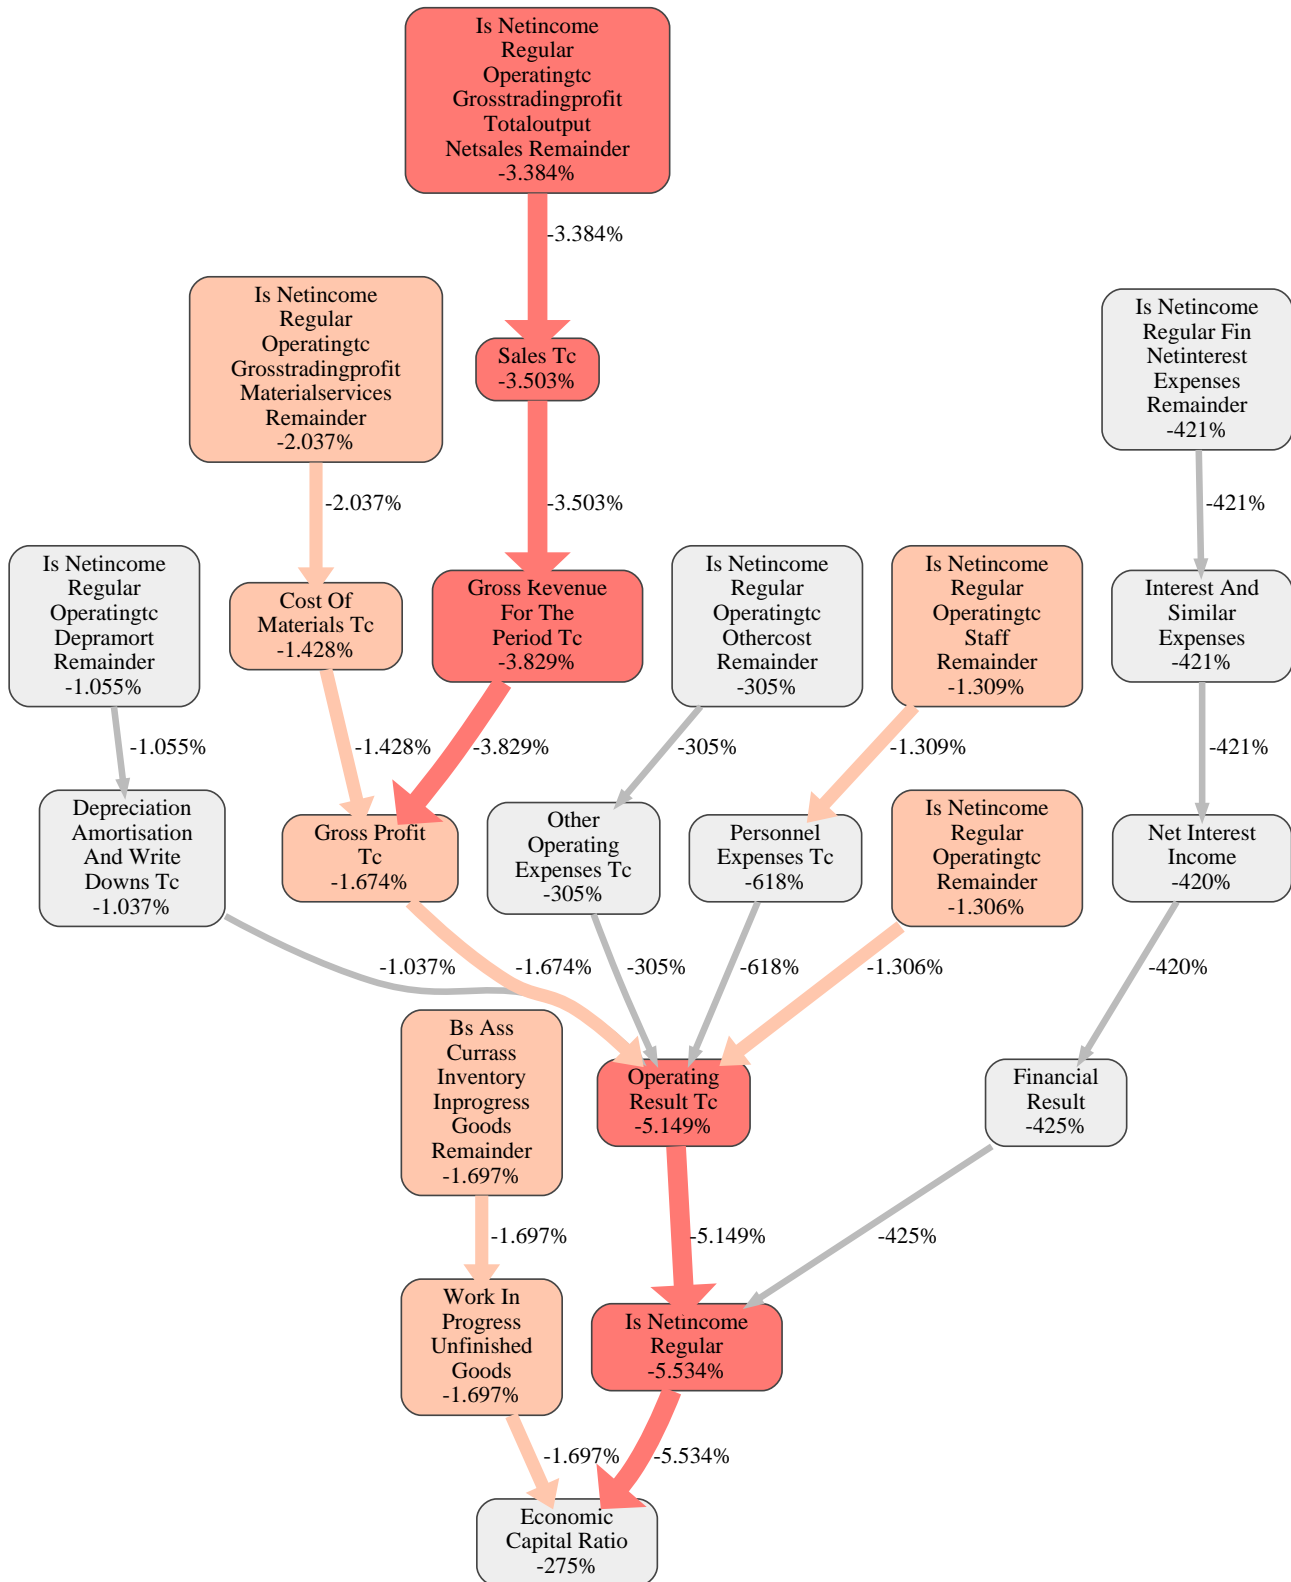 Is Netincome
Regular
Operatingtc
Grosstradingprofit
Totaloutput
Netsales Remainder
-3.384%
-3.384%
Is Netincome
Regular
Operatingtc
Grosstradingprofit
Materialservices
Remainder
-2.037%
Sales Tc
-3.503%
Is Netincome
Regular Fin
Netinterest
Expenses
Remainder
-421%
-2.037%
-3.503%
-421%
Is Netincome
Regular
Operatingtc
Depramort
Remainder
-1.055%
Cost Of
Materials Tc
-1.428%
Gross Revenue
For The
Period Tc
-3.829%
Is Netincome
Regular
Operatingtc
Othercost
Remainder
-305%
Is Netincome
Regular
Operatingtc
Staff
Remainder
-1.309%
Interest And
Similar
Expenses
-421%
-1.055%
-1.428%
-3.829%
-305%
-1.309%
-421%
Depreciation
Amortisation
And Write
Downs Tc
-1.037%
Gross Profit
Tc
-1.674%
Other
Operating
Expenses Tc
-305%
Personnel
Expenses Tc
-618%
Is Netincome
Regular
Operatingtc
Remainder
-1.306%
Net Interest
Income
-420%
-1.037%
-1.674%
-305%
-618%
-1.306%
-420%
Bs Ass
Currass
Inventory
Inprogress
Goods
Remainder
-1.697%
Operating
Result Tc
-5.149%
Financial
Result
-425%
-1.697%
-5.149%
-425%
Work In
Progress
Unfinished
Goods
-1.697%
Is Netincome
Regular
-5.534%
-1.697%
-5.534%
Economic
Capital Ratio
-275%